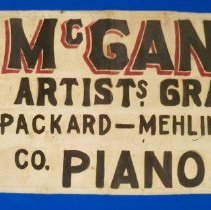 McGAN
ARTISTS GRA
PACKARD-MEHLIN
CO. PIANO